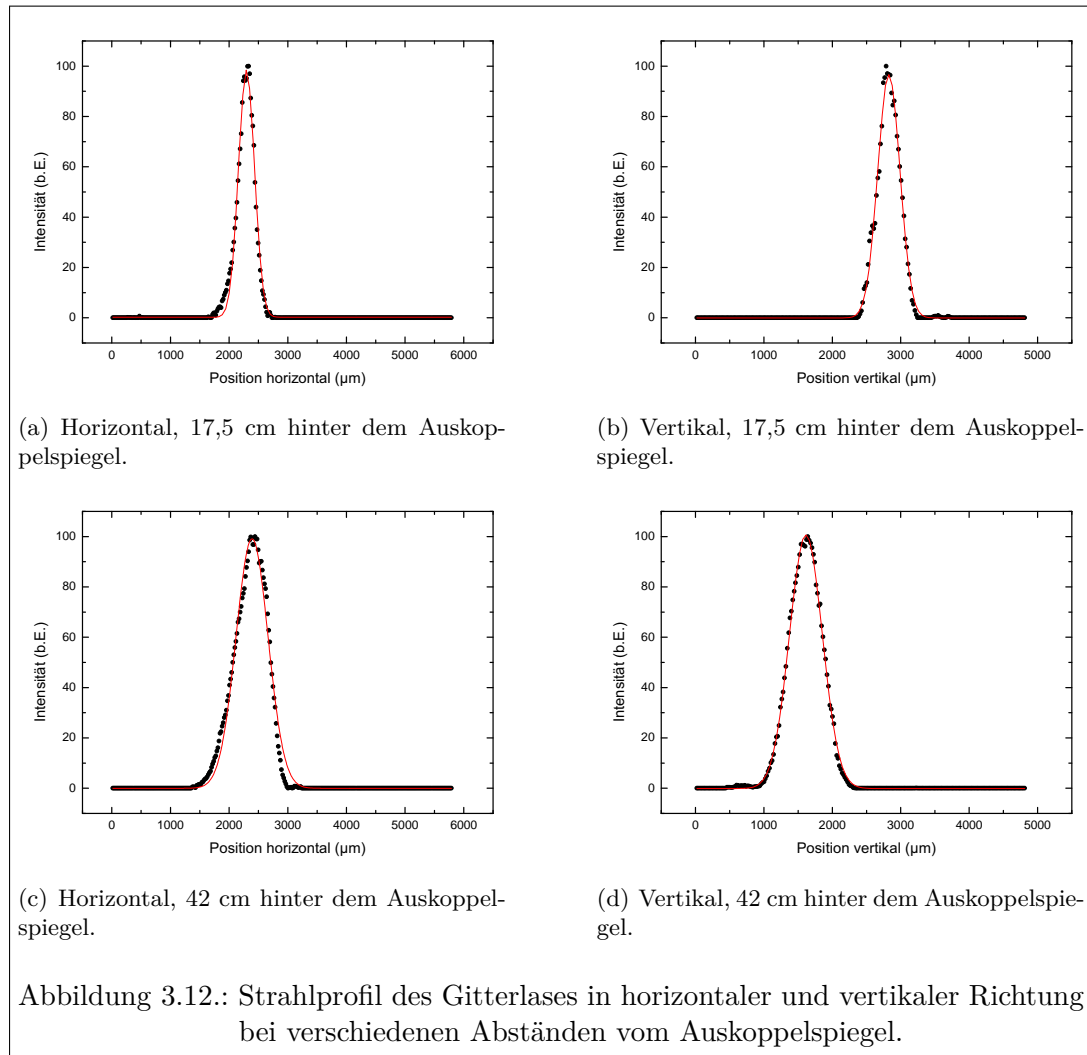 100
80
60
40
20
0
Intensität (b.E.)
0 1000 2000 3000 4000 5000 6000
Position horizontal (µm)
100
80
60
40
20
0
Intensität (b.E.)
0 1000 2000 3000 4000 5000
Position vertikal (µm)
(a) Horizontal, 17,5 cm hinter dem Auskop-
pelspiegel.
(b) Vertikal, 17,5 cm hinter dem Auskoppel-
spiegel.
100
80
60
40
20
0
Intensität (b.E.)
0 1000 2000 3000 4000 5000 6000
Position horizontal (µm)
100
80
60
40
20
0
Intensität (b.E.)
0 1000 2000 3000 4000 5000
Position vertikal (µm)
(c) Horizontal, 42 cm hinter dem Auskoppel-
spiegel.
(d) Vertikal, 42 cm hinter dem Auskoppelspie-
gel.
Abbildung 3.12.: Strahlprofil des Gitterlases in horizontaler und vertikaler Richtung
bei verschiedenen Abständen vom Auskoppelspiegel.